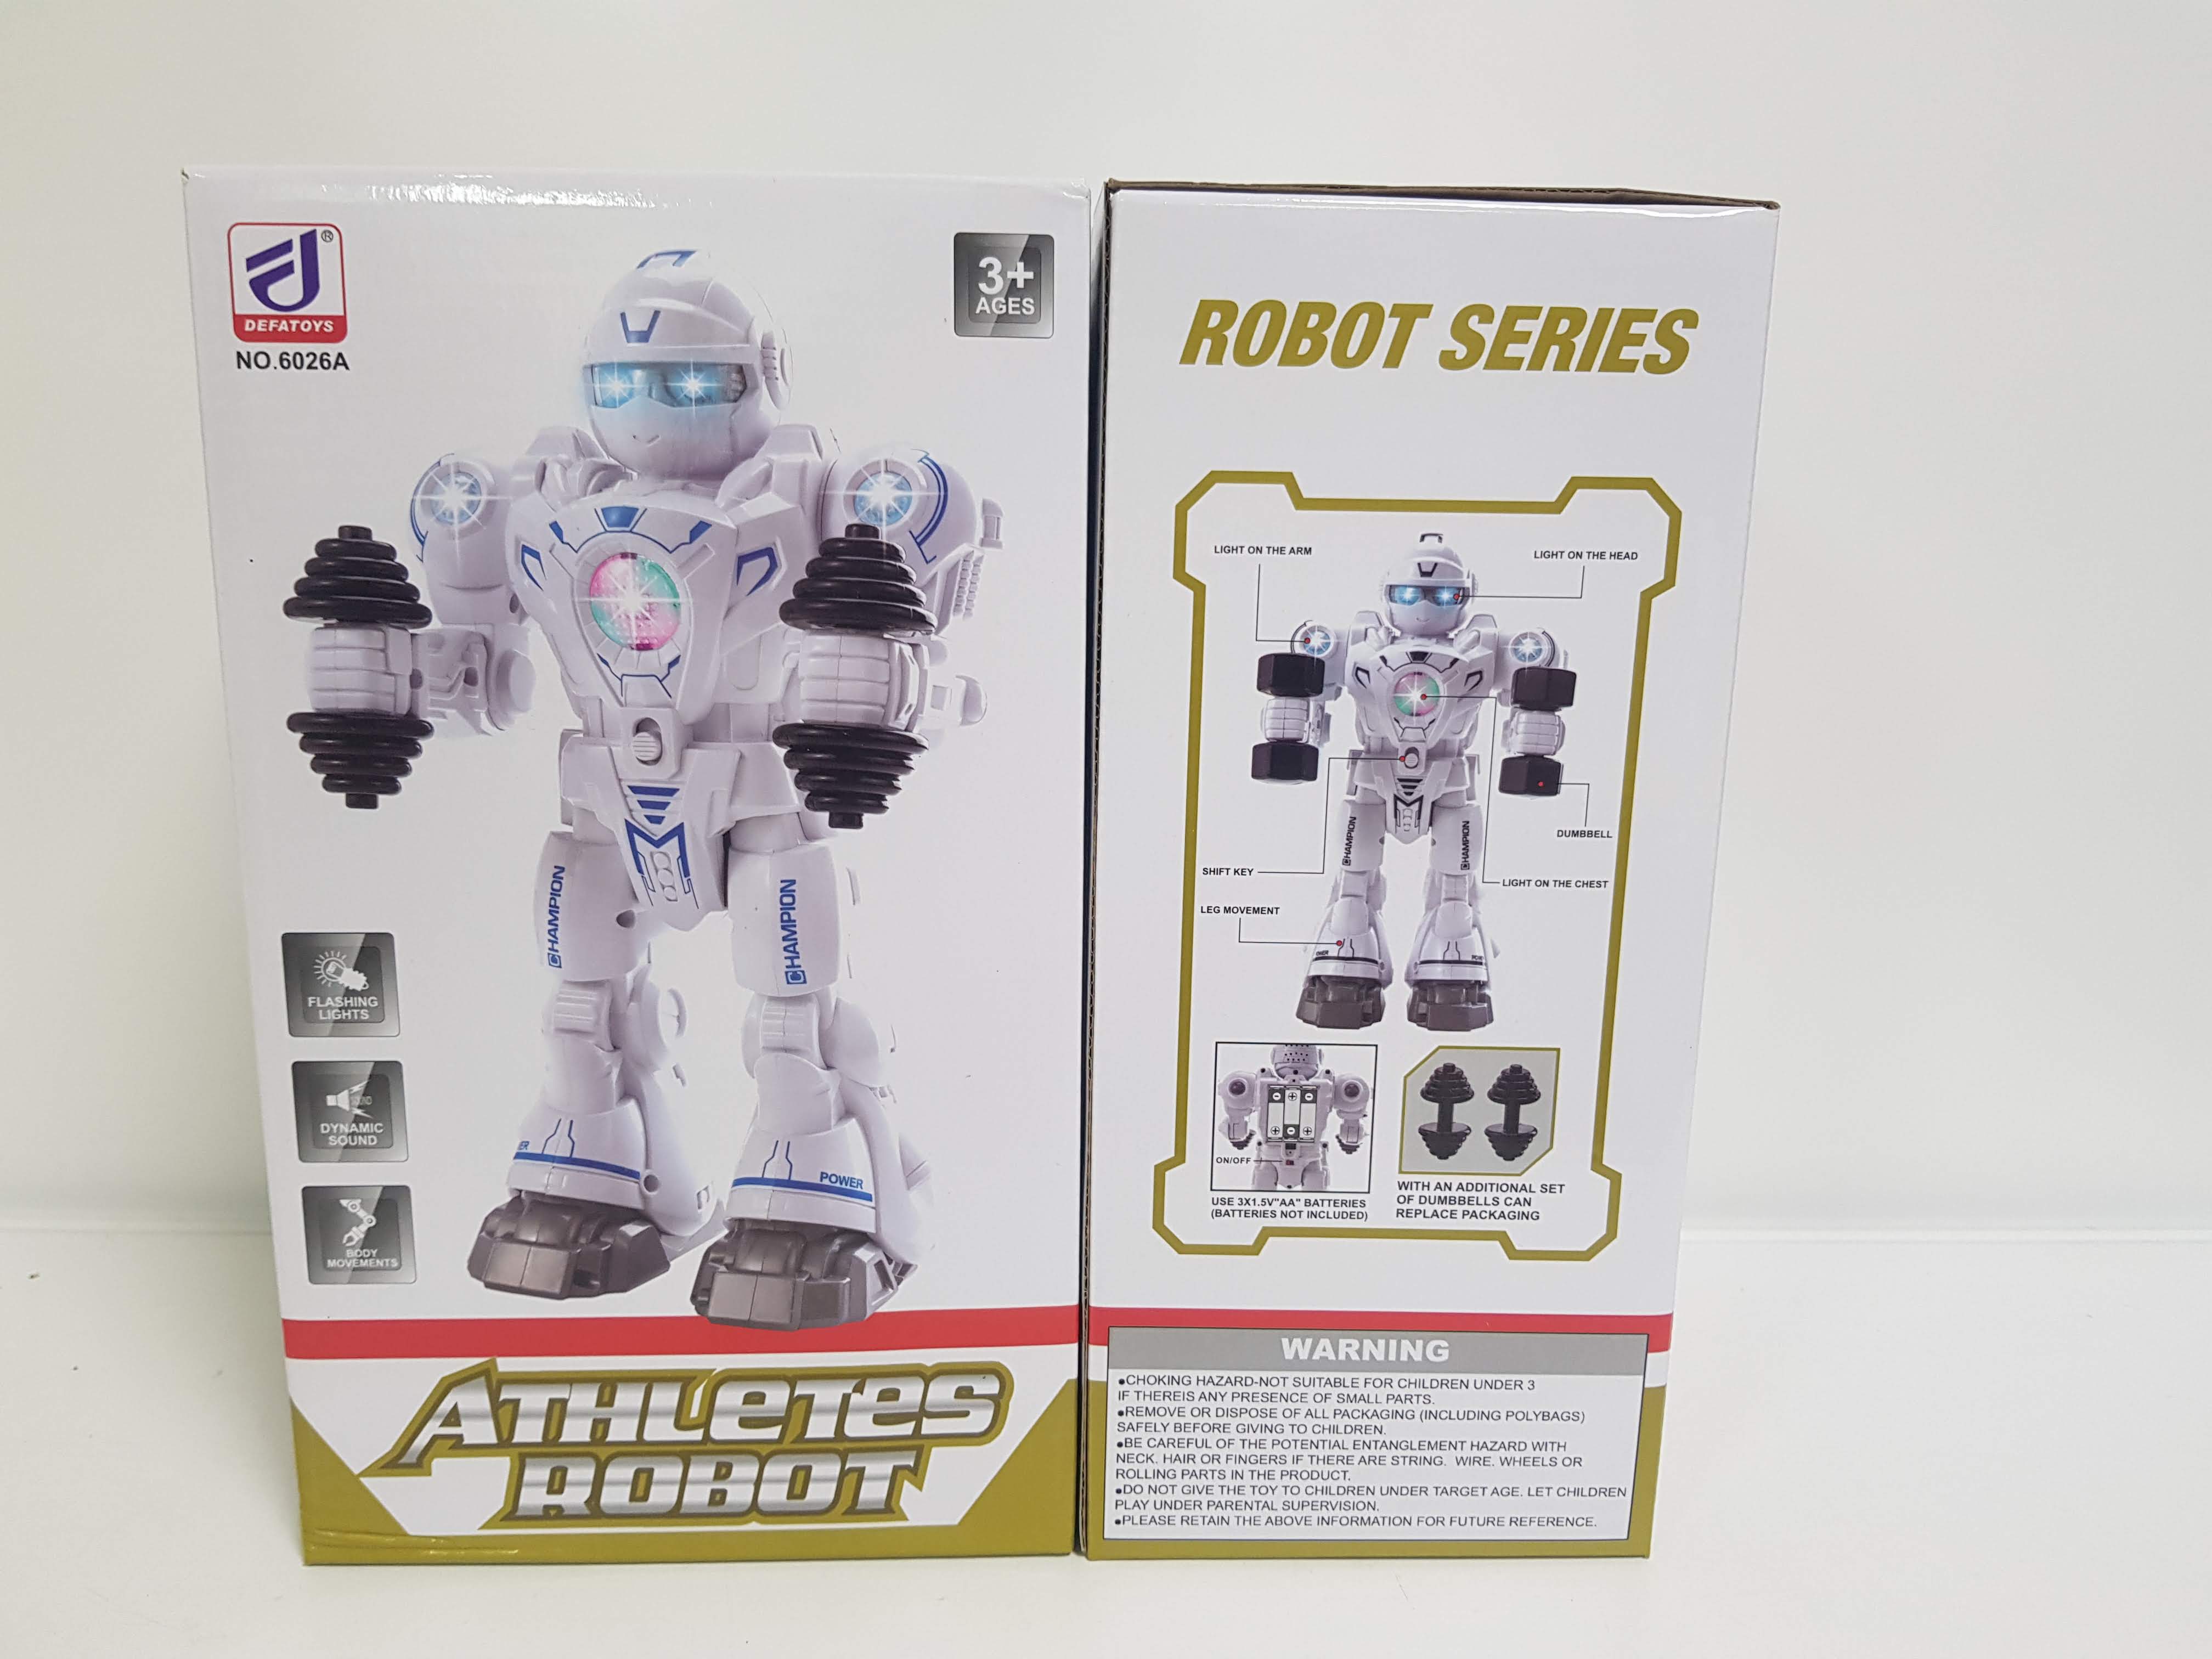 ®
DEFATOYS
NO.6026A
3+
AGES
CHAMPION
CHAMPION
ER
POWER
FLASHING
LIGHTS
SOUND
DYNAMIC
SOUND
BODY
MOVEMENTS
ATHLETES
ROBOT
ROBOT SERIES
LIGHT ON THE ARM
LIGHT ON THE HEAD
DUMBBELL
CHAMPION
CHAMPION
SHIFT KEY
LIGHT ON THE CHEST
LEG MOVEMENT
ON/OFF
USE 3X1.5V"AA" BATTERIES
(BATTERIES NOT INCLUDED)
WITH AN ADDITIONAL SET
OF DUMBBELLS CAN
REPLACE PACKAGING
WARNING
●CHOKING HAZARD-NOT SUITABLE FOR CHILDREN UNDER 3
IF THEREIS ANY PRESENCE OF SMALL PARTS.
●REMOVE OR DISPOSE OF ALL PACKAGING (INCLUDING POLYBAGS)
SAFELY BEFORE GIVING TO CHILDREN.
●BE CAREFUL OF THE POTENTIAL ENTANGLEMENT HAZARD WITH
NECK. HAIR OR FINGERS IF THERE ARE STRING. WIRE. WHEELS OR
ROLLING PARTS IN THE PRODUCT.
●DO NOT GIVE THE TOY TO CHILDREN UNDER TARGET AGE. LET CHILDREN
PLAY UNDER PARENTAL SUPERVISION.
●PLEASE RETAIN THE ABOVE INFORMATION FOR FUTURE REFERENCE.